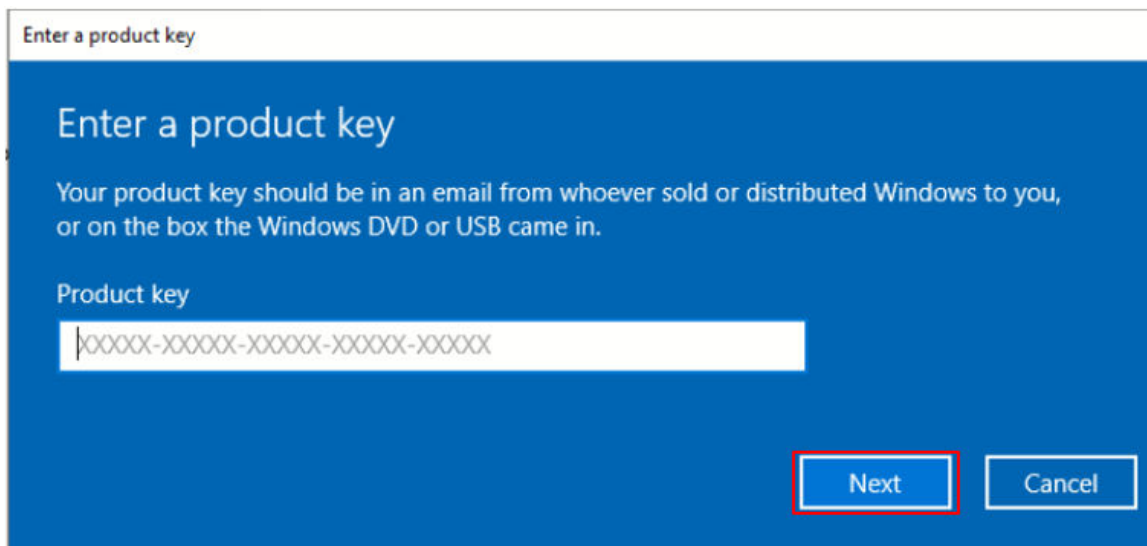 Enter a product key
Enter a product key
Your product key should be in an email from whoever sold or distributed Windows to you,
or on the box the Windows DVD or USB came in.
Product key
XXXXX-XXXXX-XXXXX-XXXXX-XXXXX
Next
Cancel